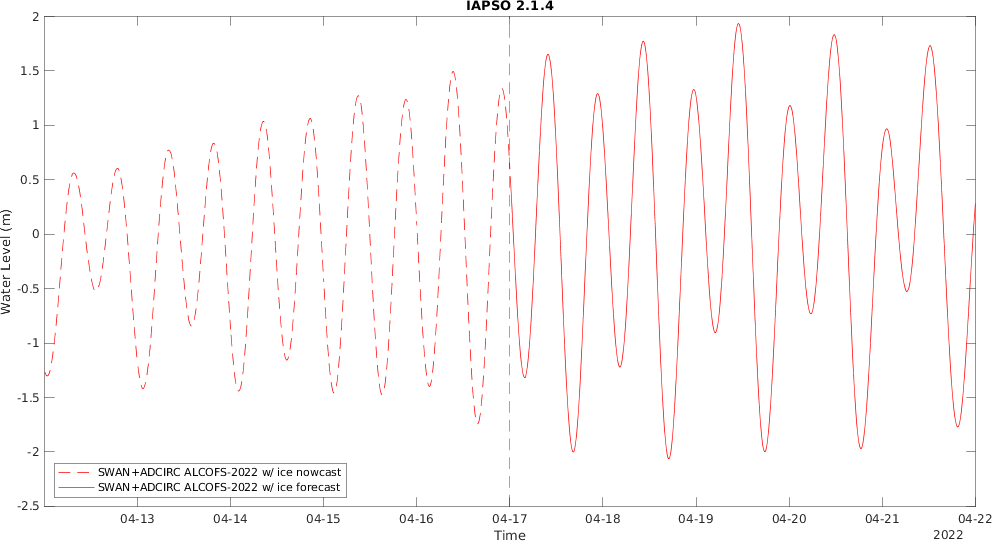 IAPSO 2.1.4
2
1.5
1
0.5
0
-0.5
-1
-1.5
-2
-2.5
Water Level (m)
SWAN+ADCIRC ALCOFS-2022 w/ ice nowcast
SWAN+ADCIRC ALCOFS-2022 w/ ice forecast
04-13 04-14 04-15 04-16 04-17 04-18 04-19 04-20 04-21 04-22
Time
2022